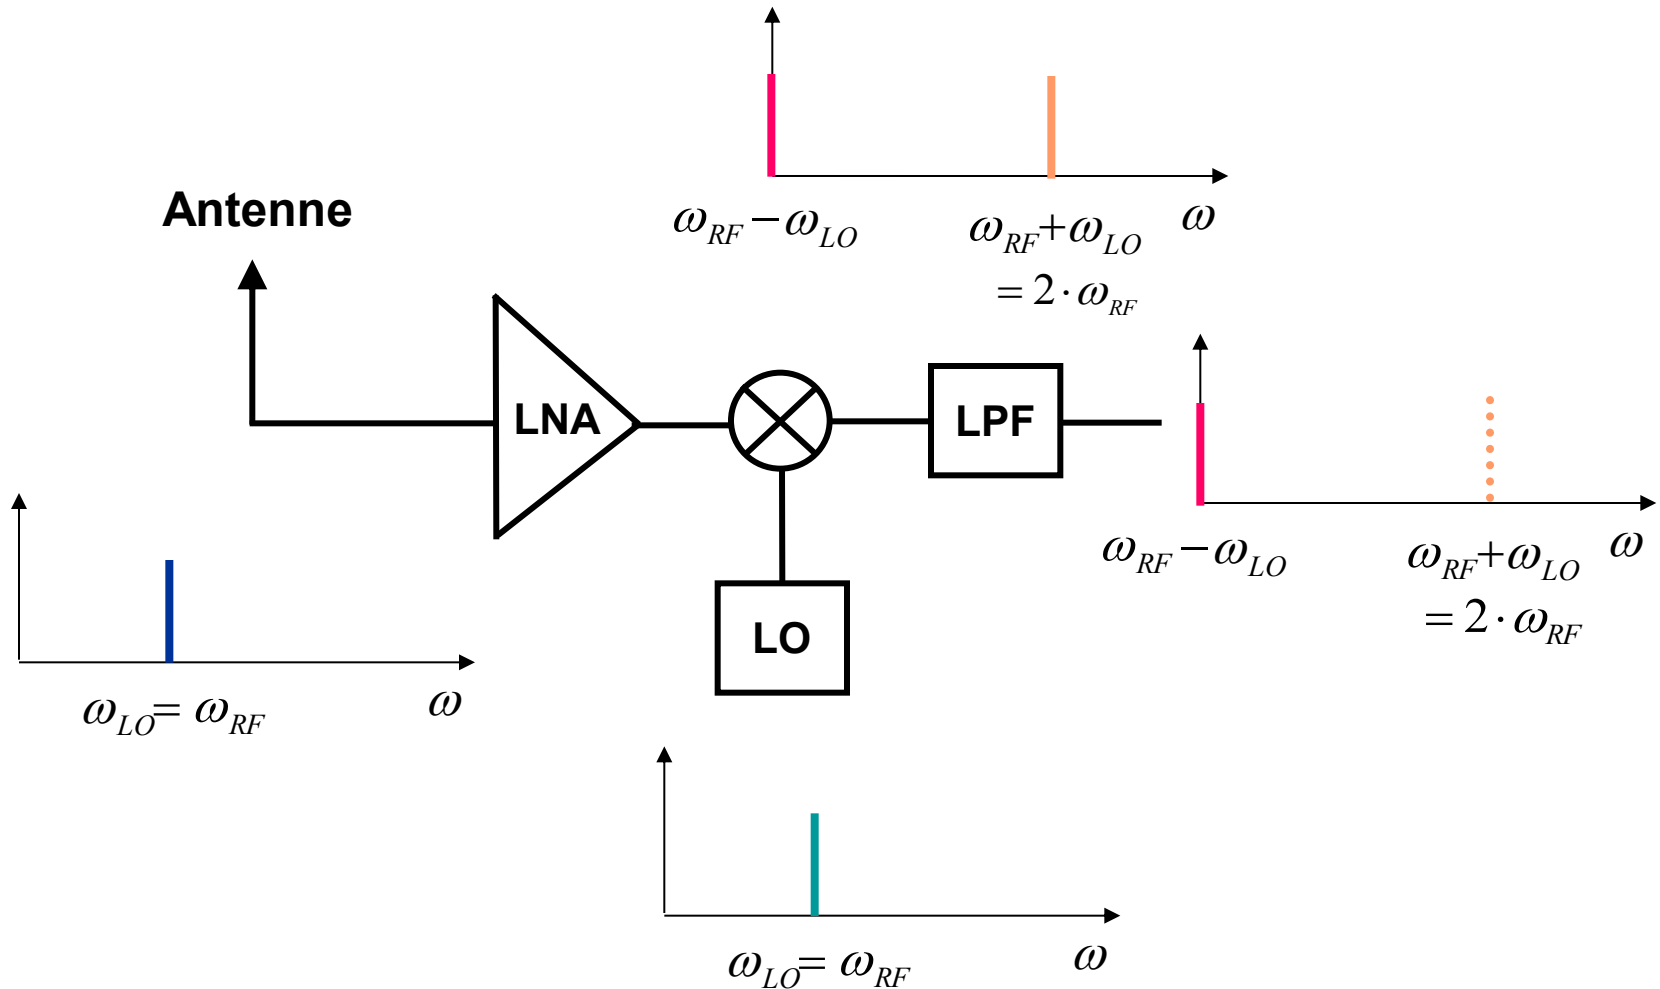 Antenne
ω_RF − ω_LO
ω_RF + ω_LO
= 2 · ω_RF
ω
LNA
LPF
LO
ω_RF − ω_LO
ω_RF + ω_LO
= 2 · ω_RF
ω
ω_LO = ω_RF
ω
ω_LO = ω_RF
ω